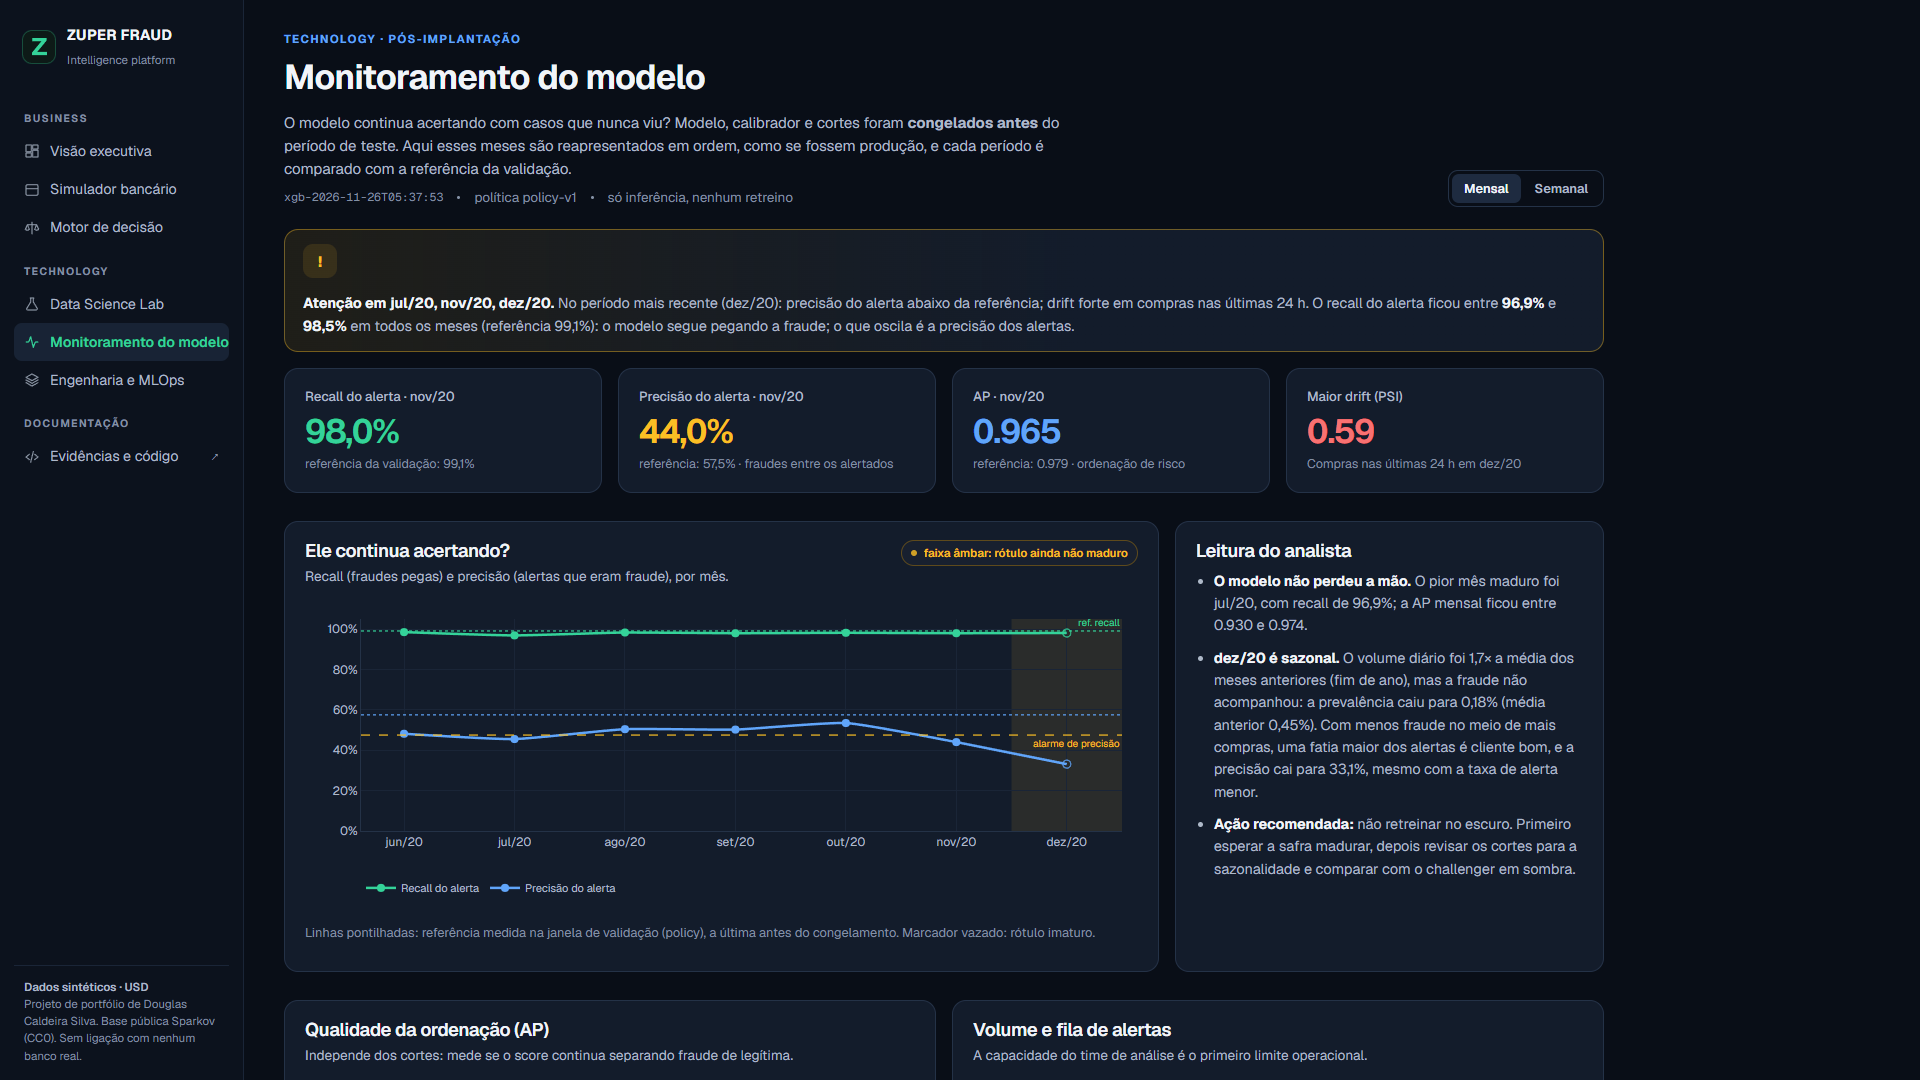 Z
ZUPER FRAUD
Intelligence platform
BUSINESS
Visão executiva
Simulador bancário
Motor de decisão
TECHNOLOGY
Data Science Lab
Monitoramento do modelo
Engenharia e MLOps
DOCUMENTAÇÃO
Evidências e código ↗
Dados sintéticos · USD
Projeto de portfólio de Douglas
Caldeira Silva. Base pública Sparkov
(CC0). Sem ligação com nenhum
banco real.
TECHNOLOGY · PÓS-IMPLANTAÇÃO
Monitoramento do modelo
O modelo continua acertando com casos que nunca viu? Modelo, calibrador e cortes foram congelados antes do
período de teste. Aqui esses meses são reapresentados em ordem, como se fossem produção, e cada período é
comparado com a referência da validação.
xgb-2026-11-26T05:37:53 • política policy-v1 • só inferência, nenhum retreino
Mensal Semanal
!
Atenção em jul/20, nov/20, dez/20. No período mais recente (dez/20): precisão do alerta abaixo da referência; drift forte em compras nas últimas 24 h. O recall do alerta ficou entre 96,9% e
98,5% em todos os meses (referência 99,1%): o modelo segue pegando a fraude; o que oscila é a precisão dos alertas.
Recall do alerta · nov/20
98,0%
referência da validação: 99,1%
Precisão do alerta · nov/20
44,0%
referência: 57,5% · fraudes entre os alertados
AP · nov/20
0.965
referência: 0.979 · ordenação de risco
Maior drift (PSI)
0.59
Compras nas últimas 24 h em dez/20
Ele continua acertando?
faixa âmbar: rótulo ainda não maduro
Recall (fraudes pegas) e precisão (alertas que eram fraude), por mês.
ref. recall
100%
80%
60%
alarme de precisão
40%
20%
0%
jun/20 jul/20 ago/20 set/20 out/20 nov/20 dez/20
Recall do alerta Precisão do alerta
Linhas pontilhadas: referência medida na janela de validação (policy), a última antes do congelamento. Marcador vazado: rótulo imaturo.
Leitura do analista
• O modelo não perdeu a mão. O pior mês maduro foi
jul/20, com recall de 96,9%; a AP mensal ficou entre
0.930 e 0.974.
• dez/20 é sazonal. O volume diário foi 1,7× a média dos
meses anteriores (fim de ano), mas a fraude não
acompanhou: a prevalência caiu para 0,18% (média
anterior 0,45%). Com menos fraude no meio de mais
compras, uma fatia maior dos alertas é cliente bom, e a
precisão cai para 33,1%, mesmo com a taxa de alerta
menor.
• Ação recomendada: não retreinar no escuro. Primeiro
esperar a safra madurar, depois revisar os cortes para a
sazonalidade e comparar com o challenger em sombra.
Qualidade da ordenação (AP)
Independe dos cortes: mede se o score continua separando fraude de legítima.
Volume e fila de alertas
A capacidade do time de análise é o primeiro limite operacional.